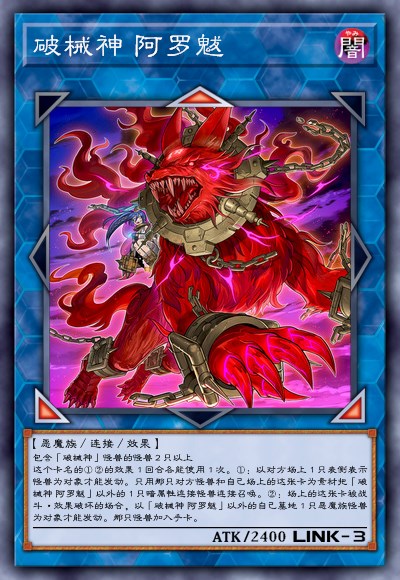 破械神 阿罗魃
やみ
闇
【恶魔族／连接／效果】
包含「破械神」怪兽的怪兽2只以上
这个卡名的①②的效果1回合各能使用1次。①：以对方场上1只表侧表示
怪兽为对象才能发动。只用那只对方怪兽和自己场上的这张卡为素材把「破
械神 阿罗魃」以外的1只暗属性连接怪兽连接召唤。②：场上的这张卡被战
斗·效果破坏的场合，以「破械神 阿罗魃」以外的自己墓地1只恶魔族怪兽
为对象才能发动。那只怪兽加入手卡。
ATK/2400 LINK-3